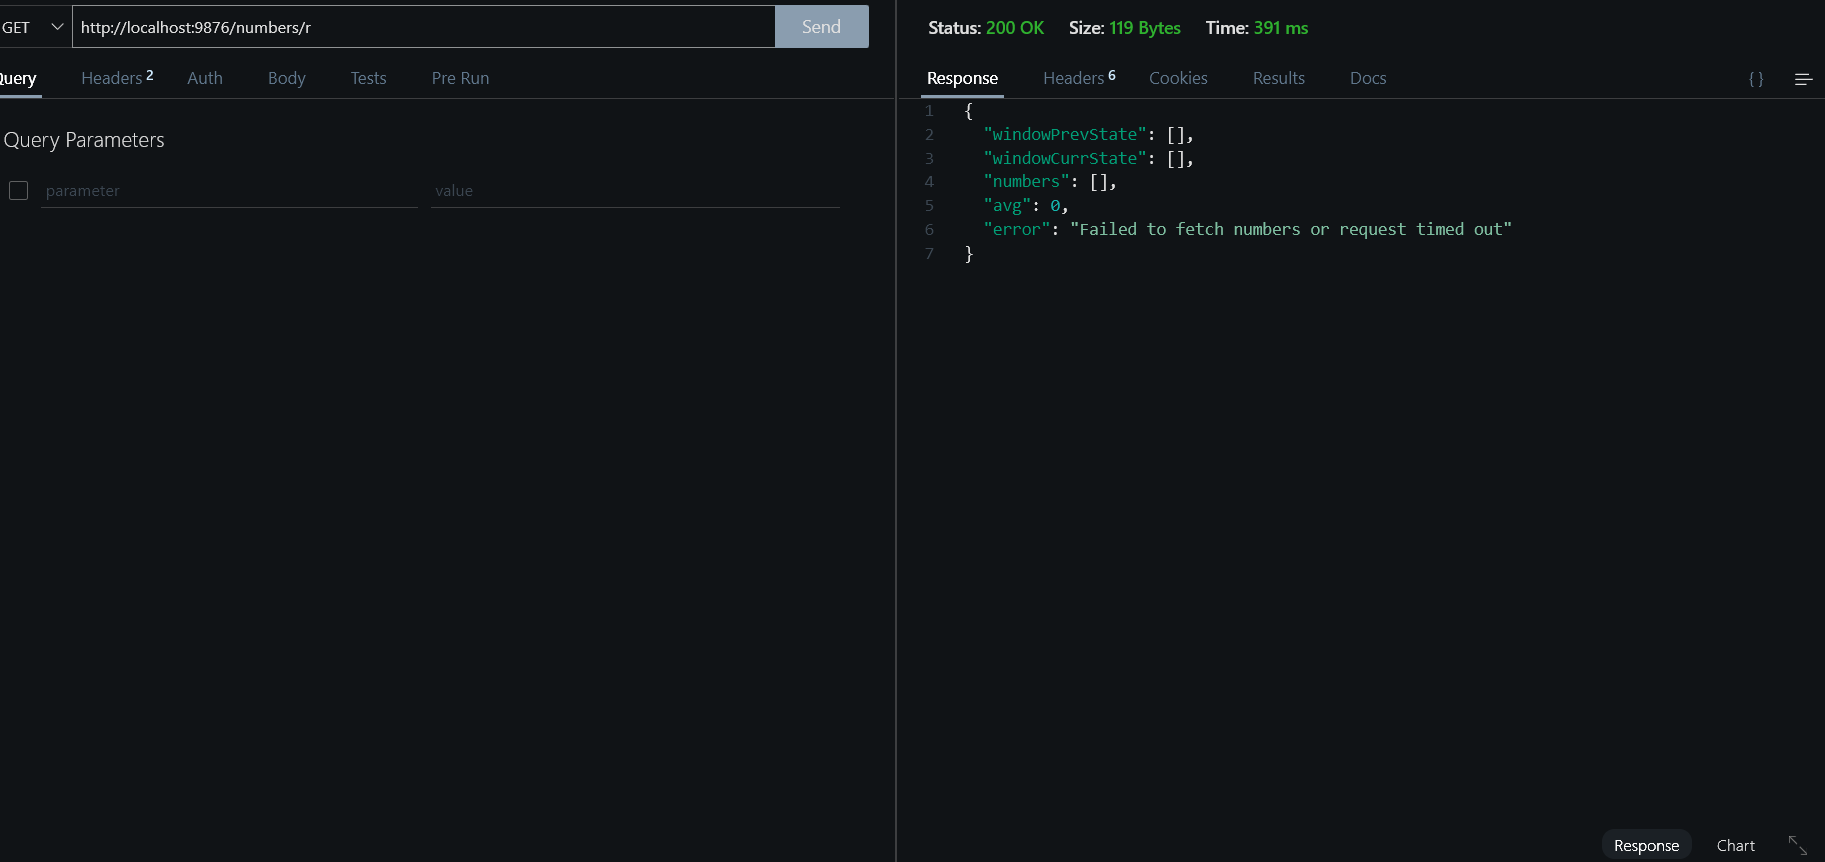 GET http://localhost:9876/numbers/r Send
Query Headers 2 Auth Body Tests Pre Run
Query Parameters
parameter value
Status: 200 OK Size: 119 Bytes Time: 391 ms
Response Headers 6 Cookies Results Docs {}
1 {
2 "windowPrevState": [],
3 "windowCurrState": [],
4 "numbers": [],
5 "avg": 0,
6 "error": "Failed to fetch numbers or request timed out"
7 }
Response Chart